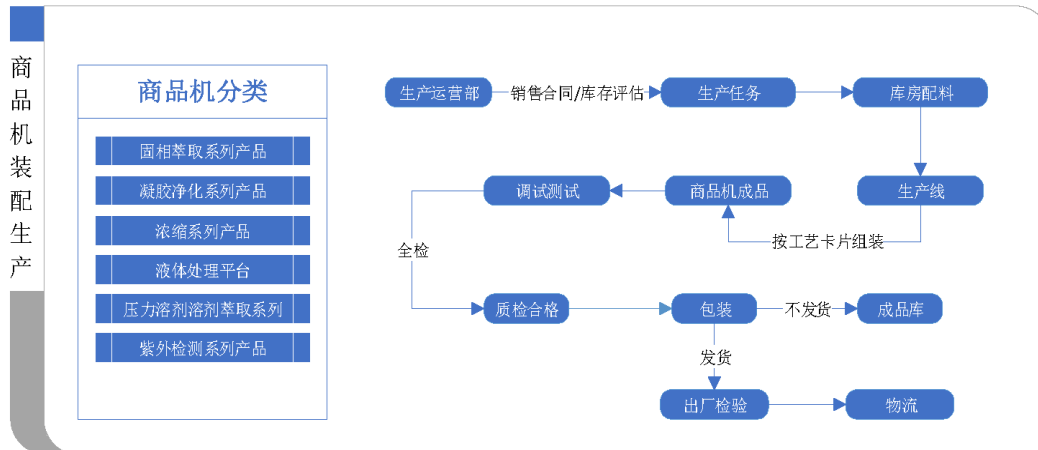 商品机装配生产
商品机分类
固相萃取系列产品
凝胶净化系列产品
浓缩系列产品
液体处理平台
压力溶剂溶剂萃取系列
紫外检测系列产品
生产运营部
销售合同/库存评估
生产任务
库房配料
调试测试
商品机成品
生产线
按工艺卡片组装
全检
质检合格
包装
不发货
成品库
发货
出厂检验
物流